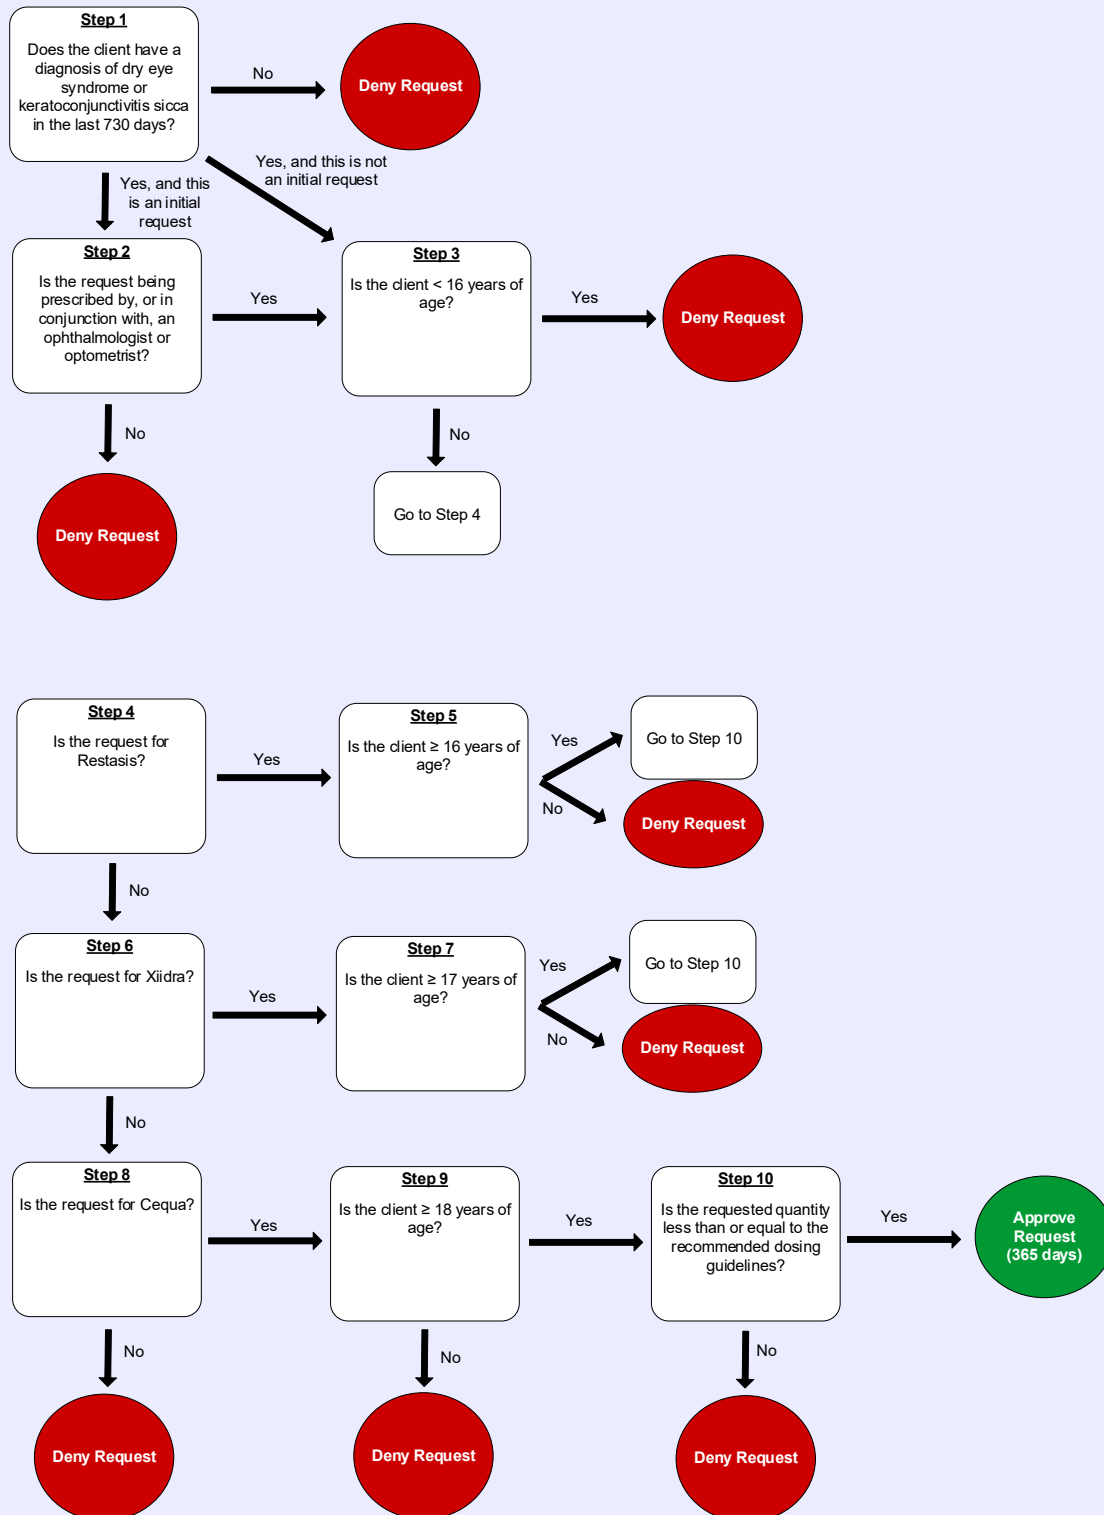 Step 1
Does the client have a
diagnosis of dry eye
syndrome or
keratoconjunctivitis sicca
in the last 730 days?
No
Deny Request
Yes, and this is not
an initial request
Yes, and this
is an initial
request
Step 2
Is the request being
prescribed by, or in
conjunction with, an
ophthalmologist or
optometrist?
Yes
Step 3
Is the client < 16 years of
age?
Yes
Deny Request
No
Deny Request
No
Go to Step 4
Step 4
Is the request for
Restasis?
Yes
Step 5
Is the client ≥ 16 years of
age?
Yes
Go to Step 10
No
Deny Request
No
Step 6
Is the request for Xiidra?
Yes
Step 7
Is the client ≥ 17 years of
age?
Yes
Go to Step 10
No
Deny Request
No
Step 8
Is the request for Cequa?
Yes
Step 9
Is the client ≥ 18 years of
age?
Yes
Step 10
Is the requested quantity
less than or equal to the
recommended dosing
guidelines?
Yes
Approve
Request
(365 days)
No
Deny Request
No
Deny Request
No
Deny Request